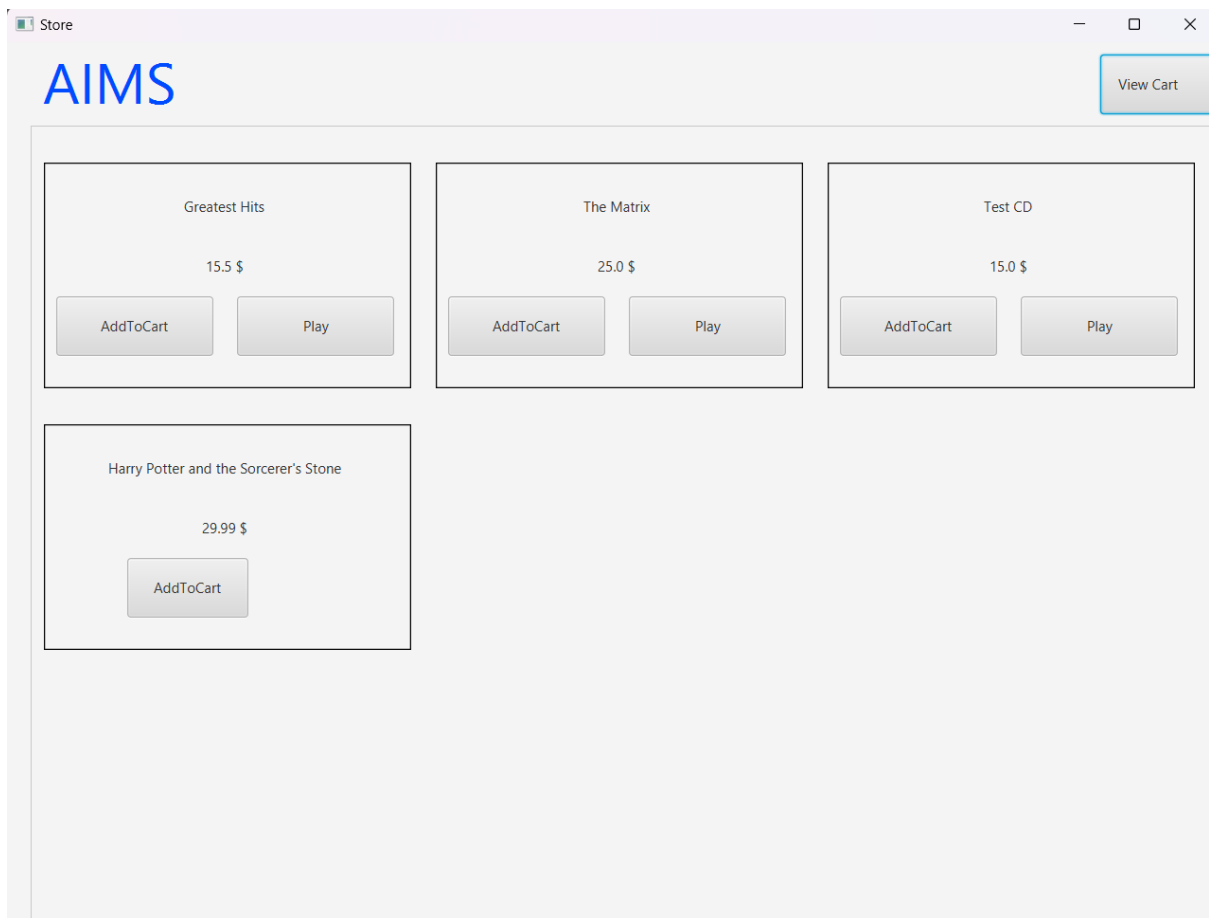 Store
AIMS
View Cart
Greatest Hits
15.5 $
AddToCart Play
The Matrix
25.0 $
AddToCart Play
Test CD
15.0 $
AddToCart Play
Harry Potter and the Sorcerer's Stone
29.99 $
AddToCart